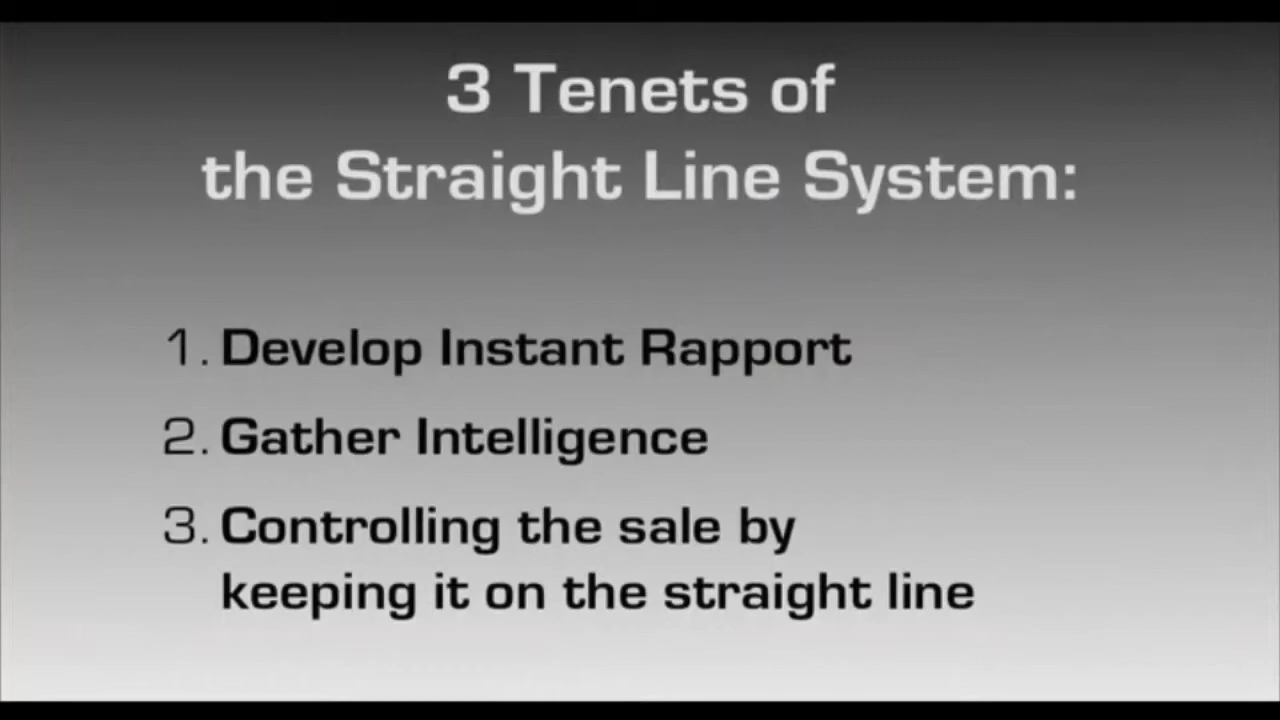 3 Tenets of
the Straight Line System:
1. Develop Instant Rapport
2. Gather Intelligence
3. Controlling the sale by
keeping it on the straight line